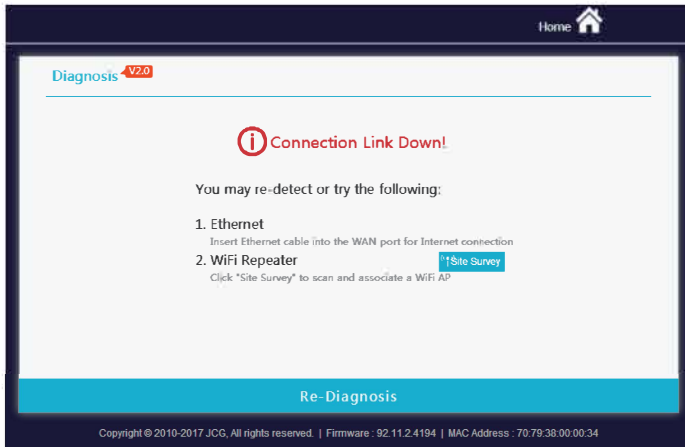 Home
Diagnosis V2.0
Connection Link Down!
You may re-detect or try the following:
1. Ethernet
Insert Ethernet cable into the WAN port for Internet connection
2. WiFi Repeater
Site Survey
Click "Site Survey" to scan and associate a WiFi AP
Re-Diagnosis
Copyright © 2010-2017 JCG, All rights reserved. | Firmware : 92.11.2.4194 | MAC Address : 70:79:38:00:00:34